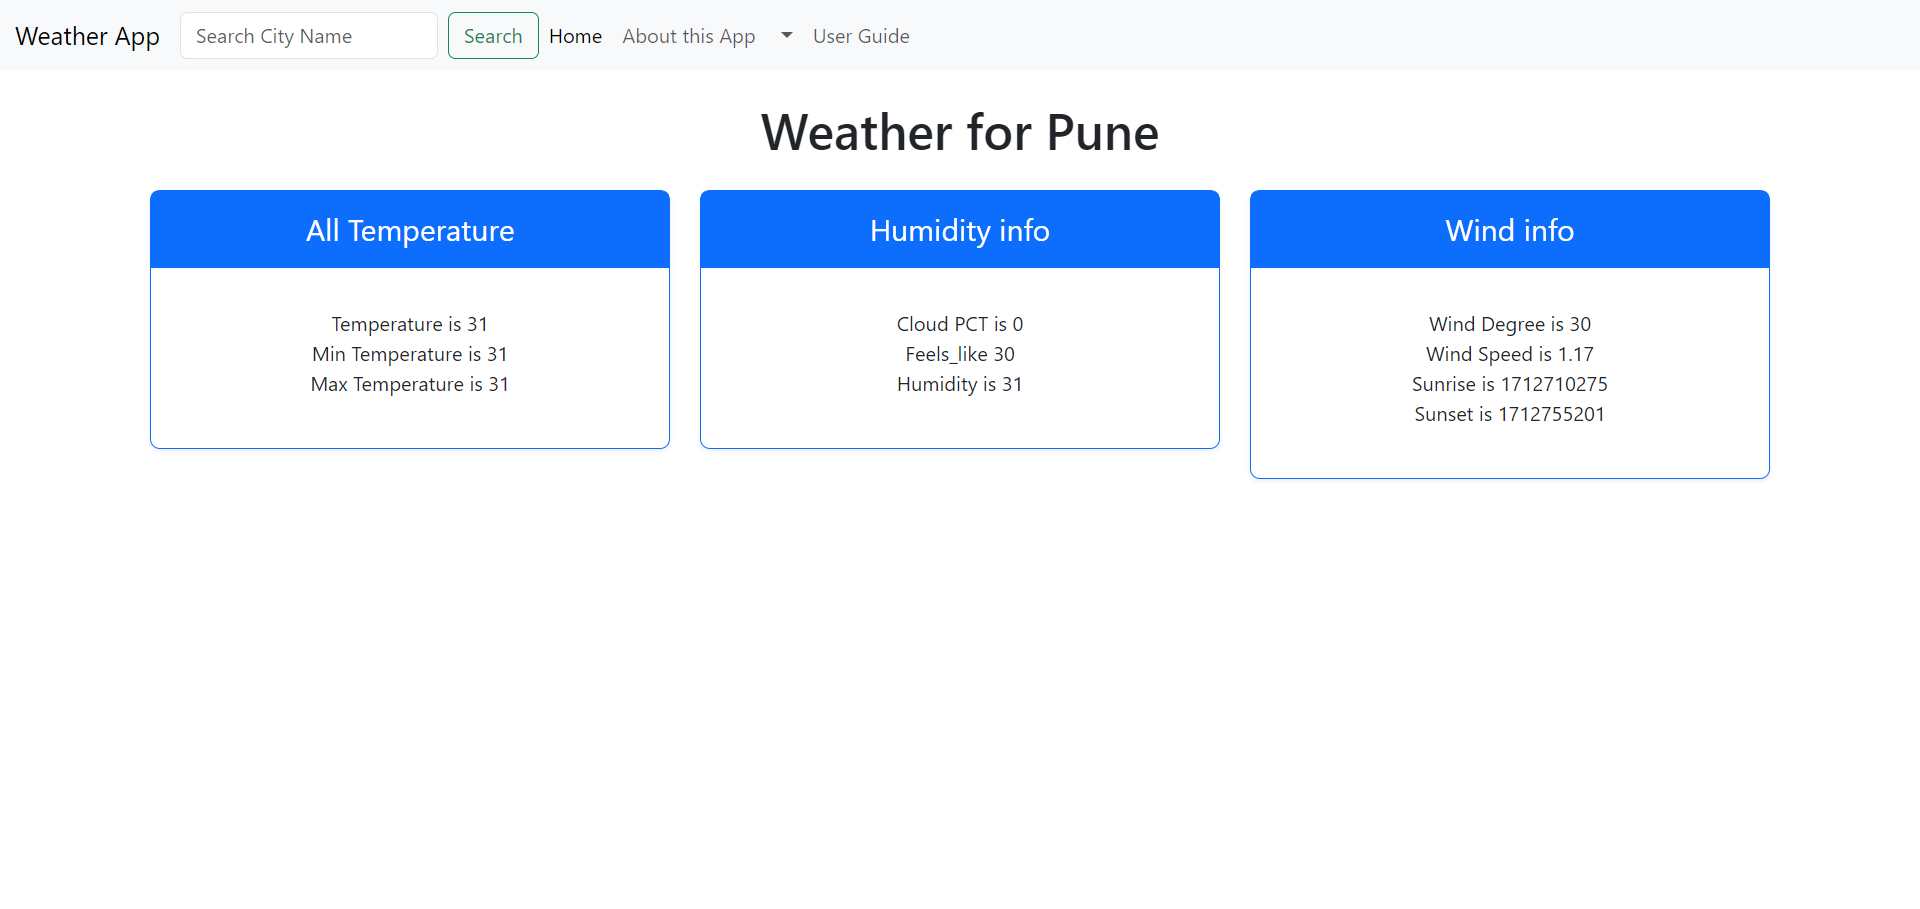 Weather App Search City Name Search Home About this App User Guide
Weather for Pune
All Temperature
Temperature is 31
Min Temperature is 31
Max Temperature is 31
Humidity info
Cloud PCT is 0
Feels_like 30
Humidity is 31
Wind info
Wind Degree is 30
Wind Speed is 1.17
Sunrise is 1712710275
Sunset is 1712755201